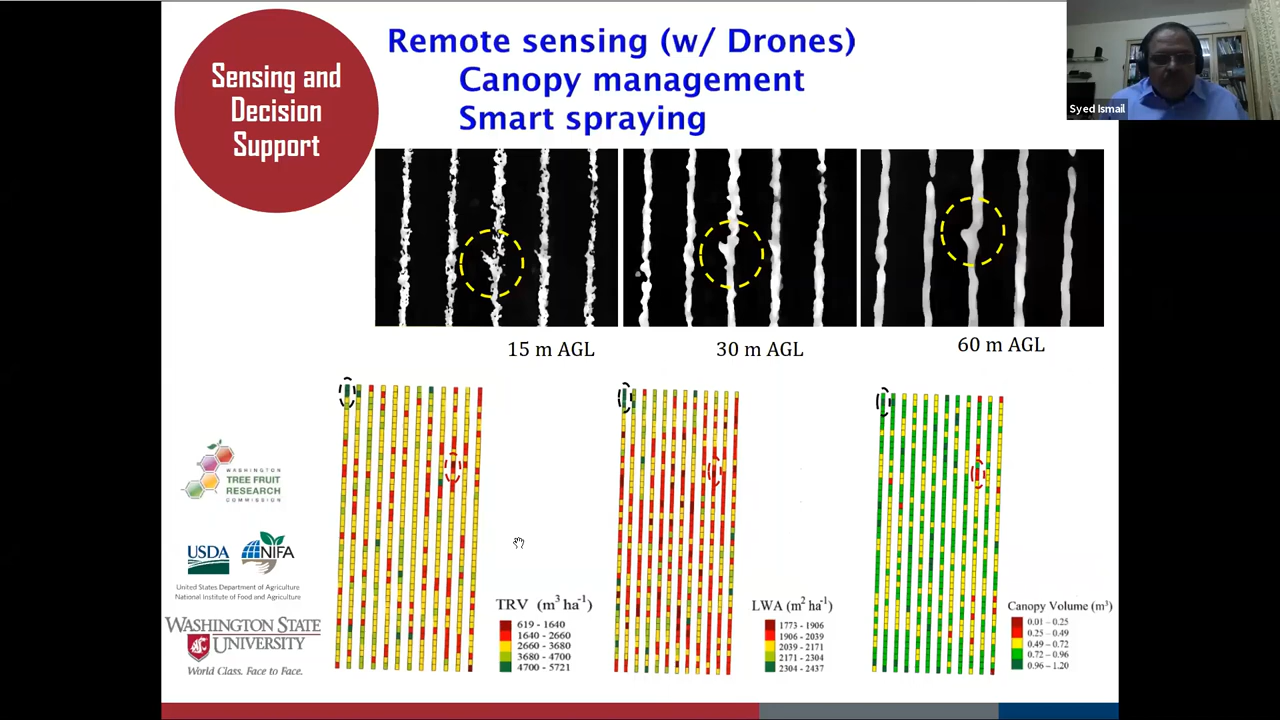 Sensing and
Decision
Support
Remote sensing (w/ Drones)
Canopy management
Smart spraying
Syed Ismail
15 m AGL
30 m AGL
60 m AGL
WASHINGTON
TREE FRUIT
RESEARCH
COMMISSION
USDA
NIFA
United States Department of Agriculture
National Institute of Food and Agriculture
WASHINGTON STATE
UNIVERSITY
World Class. Face to Face.
TRV (m³ ha⁻¹)
619 - 1640
1640 - 2660
2660 - 3680
3680 - 4700
4700 - 5721
LWA (m² ha⁻¹)
1773 - 1906
1906 - 2039
2039 - 2171
2171 - 2304
2304 - 2437
Canopy Volume (m³)
0.01 – 0.25
0.25 – 0.49
0.49 – 0.72
0.72 – 0.96
0.96 – 1.20